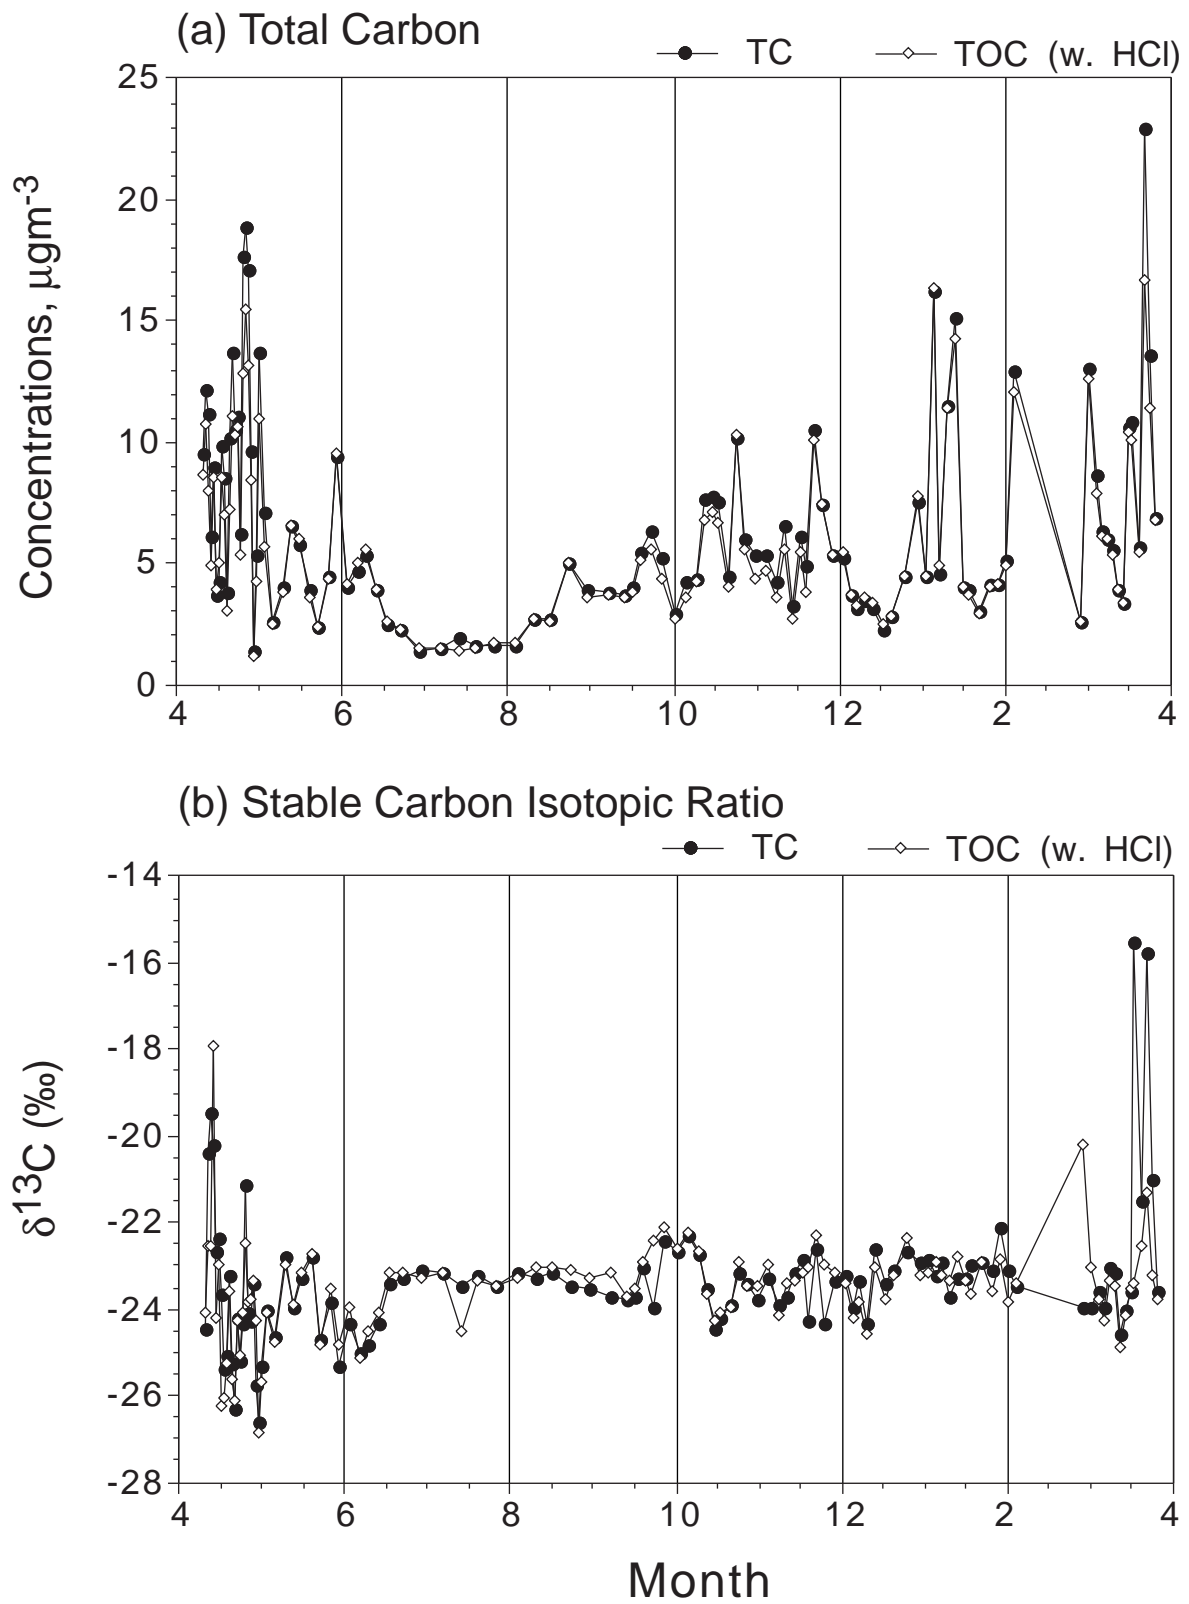 (a) Total Carbon
TC
TOC (w. HCl)
25
20
15
10
5
0
Concentrations, µgm-3
4 6 8 10 12 2 4
(b) Stable Carbon Isotopic Ratio
TC
TOC (w. HCl)
-14
-16
-18
-20
-22
-24
-26
-28
δ13C (‰)
4 6 8 10 12 2 4
Month